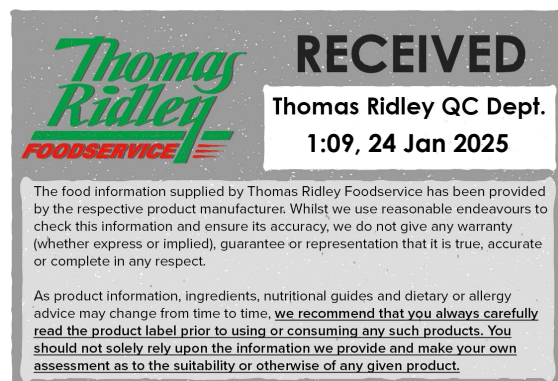 Thomas
Ridley
FOODSERVICE
RECEIVED
Thomas Ridley QC Dept.
1:09, 24 Jan 2025
The food information supplied by Thomas Ridley Foodservice has been provided
by the respective product manufacturer. Whilst we use reasonable endeavours to
check this information and ensure its accuracy, we do not give any warranty
(whether express or implied), guarantee or representation that it is true, accurate
or complete in any respect.
As product information, ingredients, nutritional guides and dietary or allergy
advice may change from time to time, we recommend that you always carefully
read the product label prior to using or consuming any such products. You
should not solely rely upon the information we provide and make your own
assessment as to the suitability or otherwise of any given product.